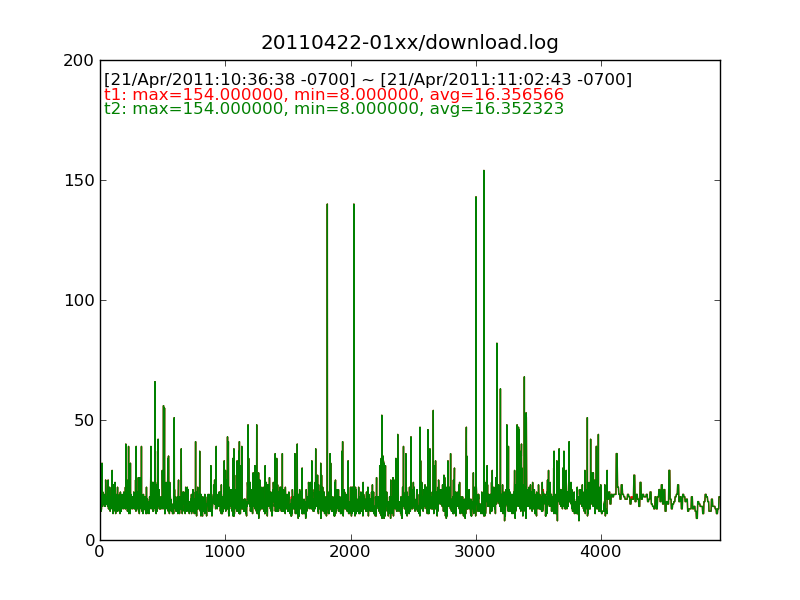 20110422-01xx/download.log
200
[21/Apr/2011:10:36:38 -0700] ~ [21/Apr/2011:11:02:43 -0700]
t1: max=154.000000, min=8.000000, avg=16.356566
t2: max=154.000000, min=8.000000, avg=16.352323
150
100
50
0
0 1000 2000 3000 4000